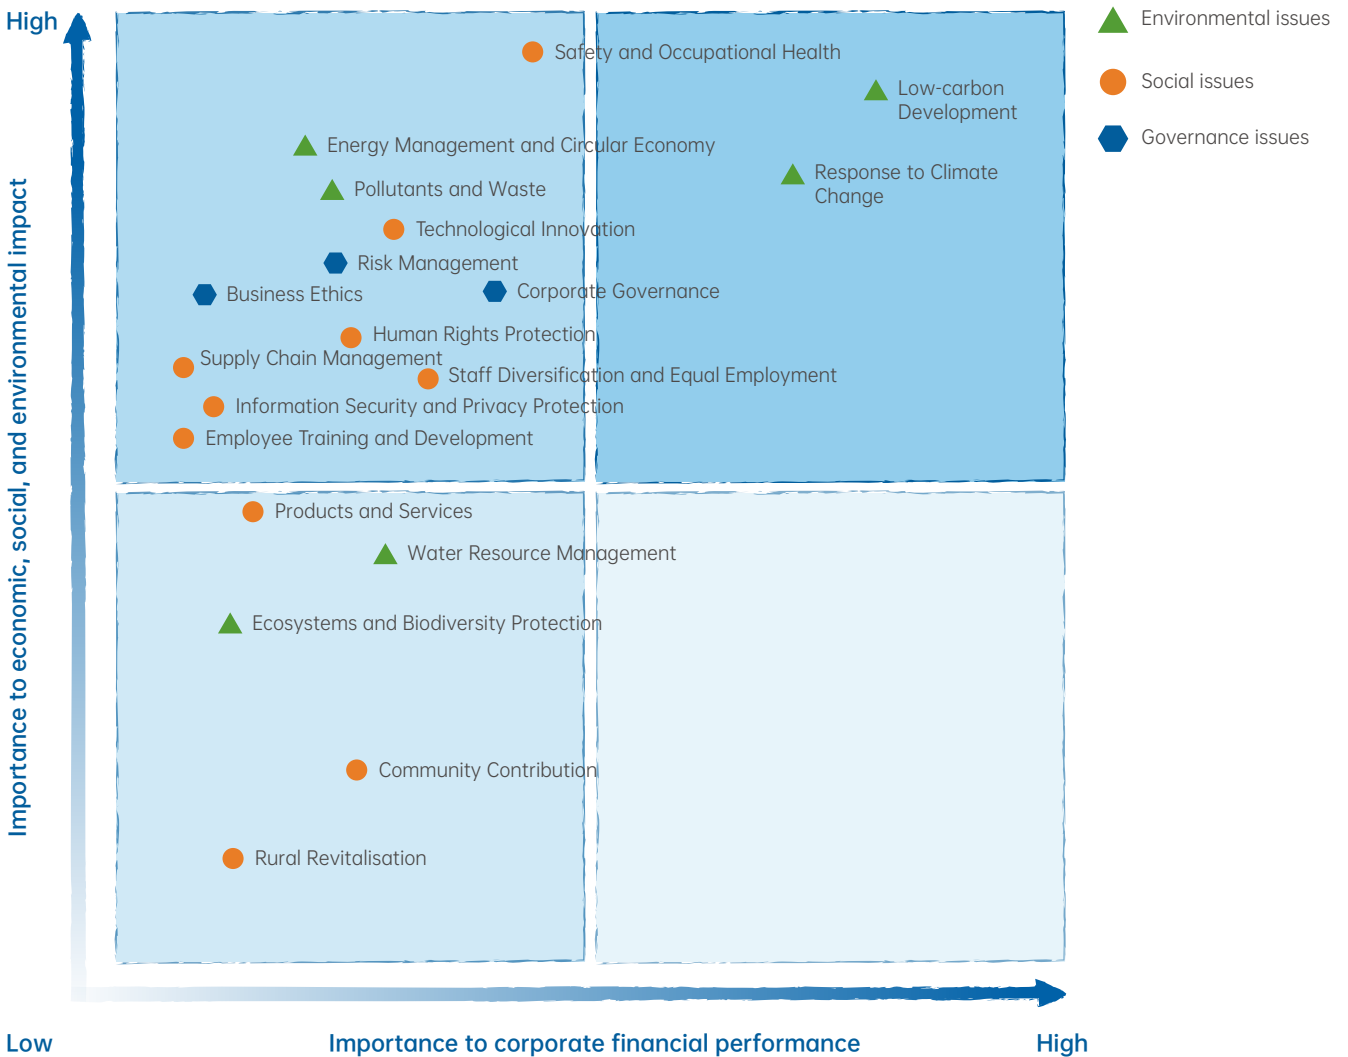 High
Environmental issues
Social issues
Governance issues
Safety and Occupational Health
Low-carbon
Development
Energy Management and Circular Economy
Response to Climate
Change
Pollutants and Waste
Technological Innovation
Risk Management
Business Ethics
Corporate Governance
Human Rights Protection
Supply Chain Management
Staff Diversification and Equal Employment
Information Security and Privacy Protection
Employee Training and Development
Products and Services
Water Resource Management
Ecosystems and Biodiversity Protection
Community Contribution
Rural Revitalisation
Importance to economic, social, and environmental impact
Low
Importance to corporate financial performance
High